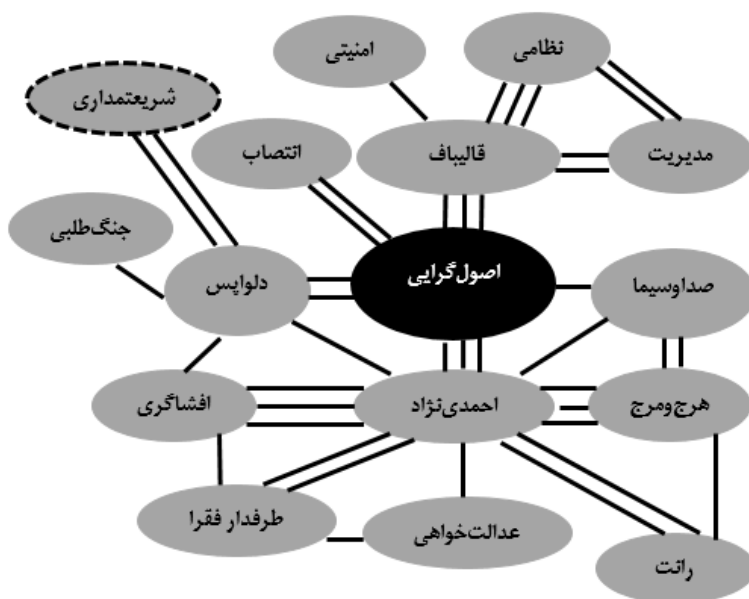 نظامی
امنیتی
شریعتمداری
انتصاب
قالیباف
مدیریت
جنگ‌طلبی
دلواپس
اصول‌گرایی
صداوسیما
افشاگری
احمدی‌نژاد
هرج‌ومرج
طرفدار فقرا
عدالت‌خواهی
رانت